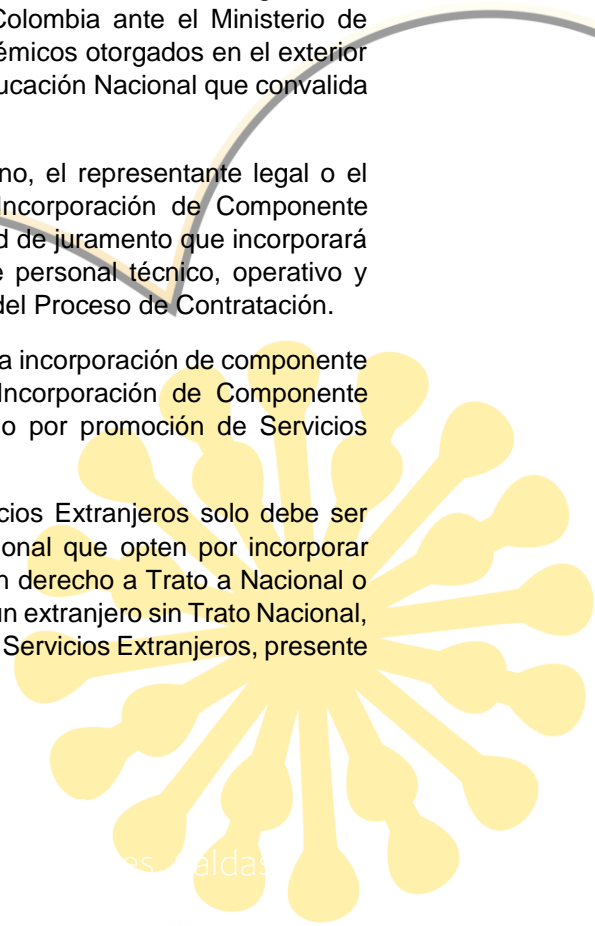 Colombia ante el Ministerio de
émicos otorgados en el exterior
ucación Nacional que convalida
no, el representante legal o el
Incorporación de Componente
d de juramento que incorporará
e personal técnico, operativo y
del Proceso de Contratación.
a incorporación de componente
Incorporación de Componente
o por promoción de Servicios
cios Extranjeros solo debe ser
onal que opten por incorporar
n derecho a Trato a Nacional o
un extranjero sin Trato Nacional,
Servicios Extranjeros, presente
es, Caldas